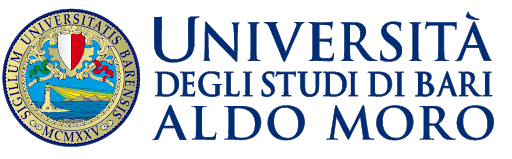 SIGILLUM UNIVERSITATIS BARENSIS
MCMXXV
UNIVERSITÀ
DEGLI STUDI DI BARI
ALDO MORO